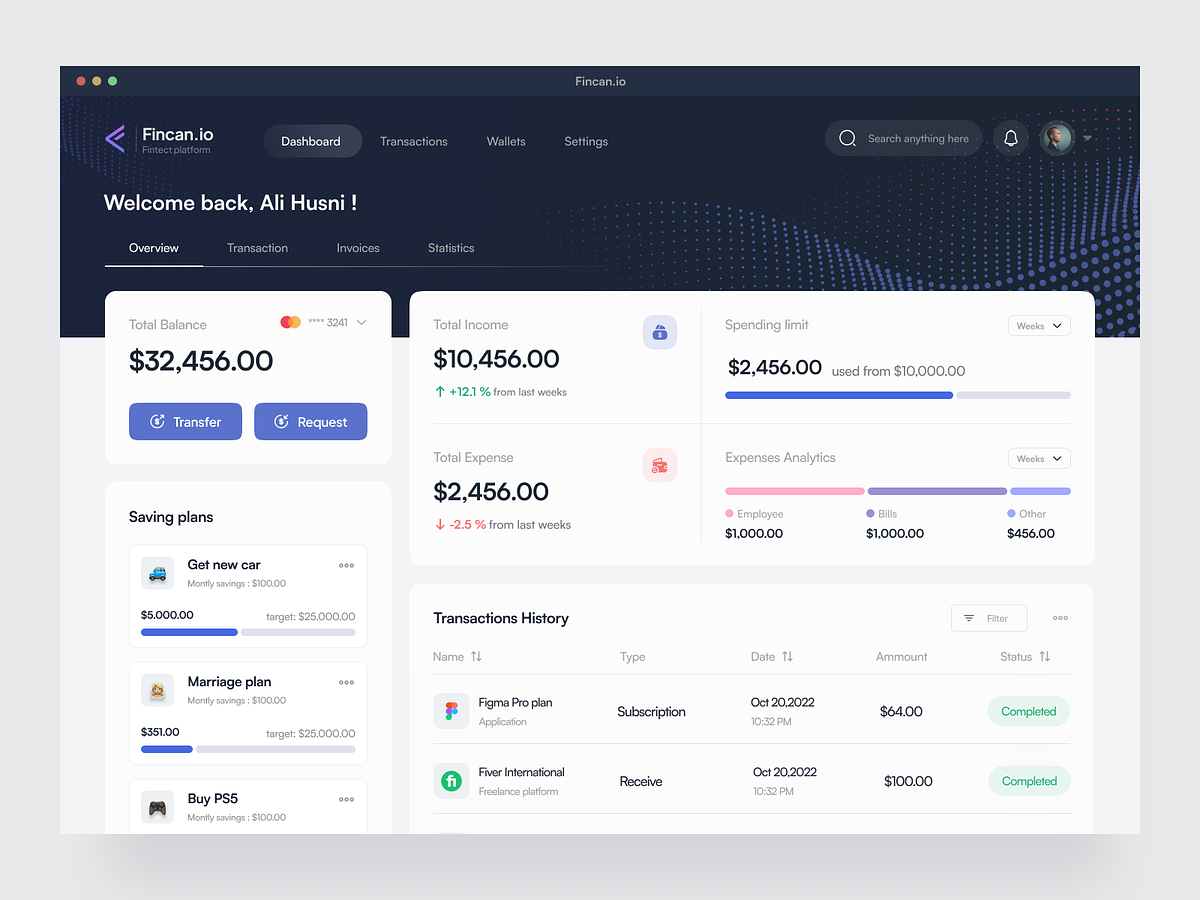 Fincan.io
Fincan.io
Fintect platform
Dashboard
Transactions
Wallets
Settings
Search anything here
Welcome back, Ali Husni !
Overview
Transaction
Invoices
Statistics
Total Balance
**** 3241
$32,456.00
Transfer
Request
Saving plans
Get new car
Montly savings : $100.00
$5.000.00
target: $25.000.00
Marriage plan
Montly savings : $100.00
$351.00
target: $25.000.00
Buy PS5
Montly savings : $100.00
Total Income
$10,456.00
+12.1 % from last weeks
Total Expense
$2,456.00
-2.5 % from last weeks
Spending limit
Weeks
$2,456.00 used from $10,000.00
Expenses Analytics
Weeks
Employee
$1,000.00
Bills
$1,000.00
Other
$456.00
Transactions History
Filter
Name
Type
Date
Ammount
Status
Figma Pro plan
Application
Subscription
Oct 20,2022
10:32 PM
$64.00
Completed
Fiver International
Freelance platform
Receive
Oct 20,2022
10:32 PM
$100.00
Completed